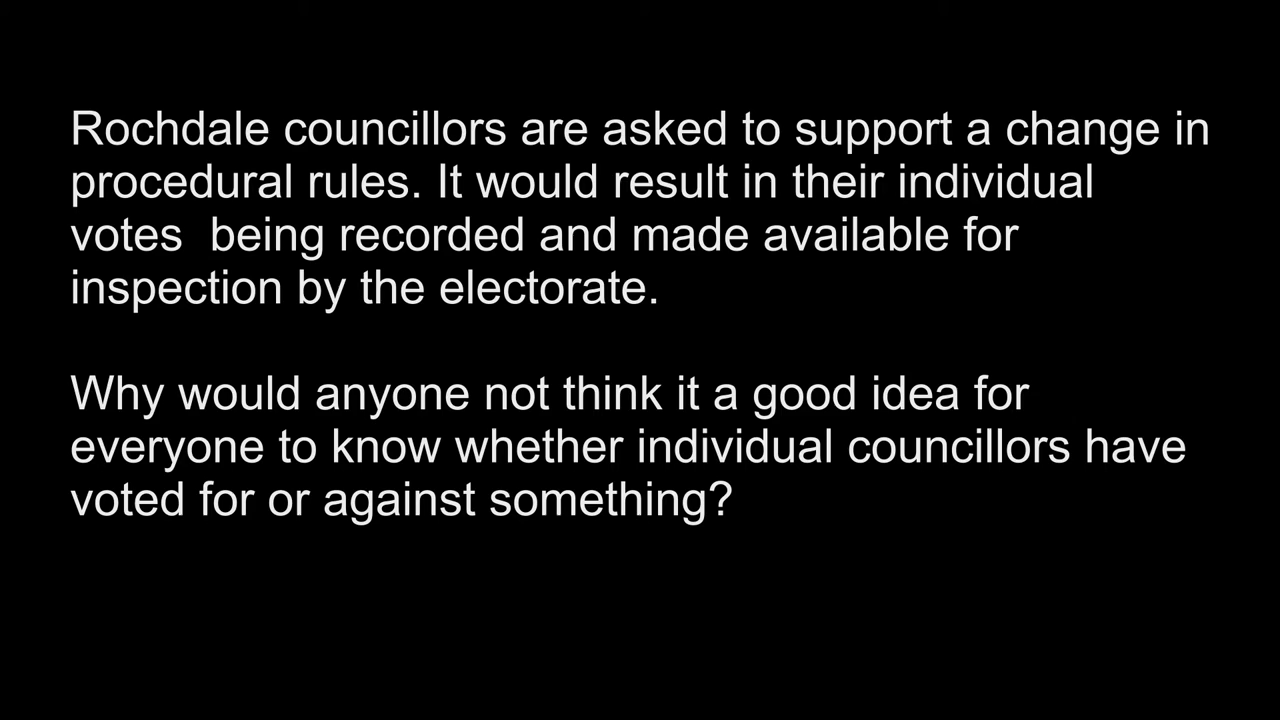 Rochdale councillors are asked to support a change in
procedural rules. It would result in their individual
votes  being recorded and made available for
inspection by the electorate.
Why would anyone not think it a good idea for
everyone to know whether individual councillors have
voted for or against something?